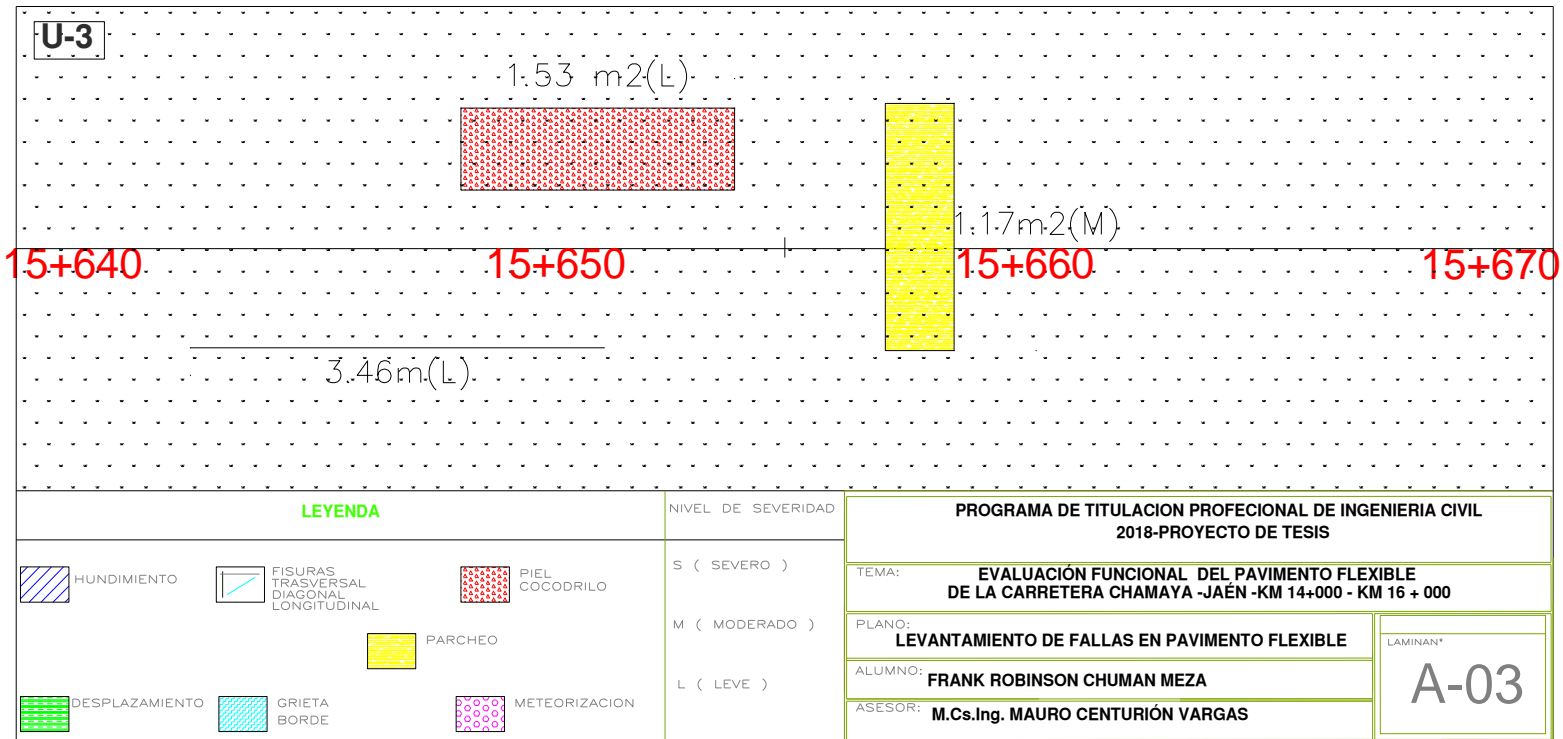 U-3
1.53 m2(L)
1.17m2(M)
15+640
15+650
15+660
15+670
3.46m(L)
LEYENDA
HUNDIMIENTO
FISURAS
TRASVERSAL
DIAGONAL
LONGITUDINAL
PIEL
COCODRILO
PARCHEO
DESPLAZAMIENTO
GRIETA
BORDE
METEORIZACION
NIVEL DE SEVERIDAD
S ( SEVERO )
M ( MODERADO )
L ( LEVE )
PROGRAMA DE TITULACION PROFECIONAL DE INGENIERIA CIVIL
2018-PROYECTO DE TESIS
TEMA: EVALUACIÓN FUNCIONAL DEL PAVIMENTO FLEXIBLE
DE LA CARRETERA CHAMAYA -JAÉN -KM 14+000 - KM 16 + 000
PLANO:
LEVANTAMIENTO DE FALLAS EN PAVIMENTO FLEXIBLE
ALUMNO: FRANK ROBINSON CHUMAN MEZA
ASESOR: M.Cs.Ing. MAURO CENTURIÓN VARGAS
LAMINAN*
A-03